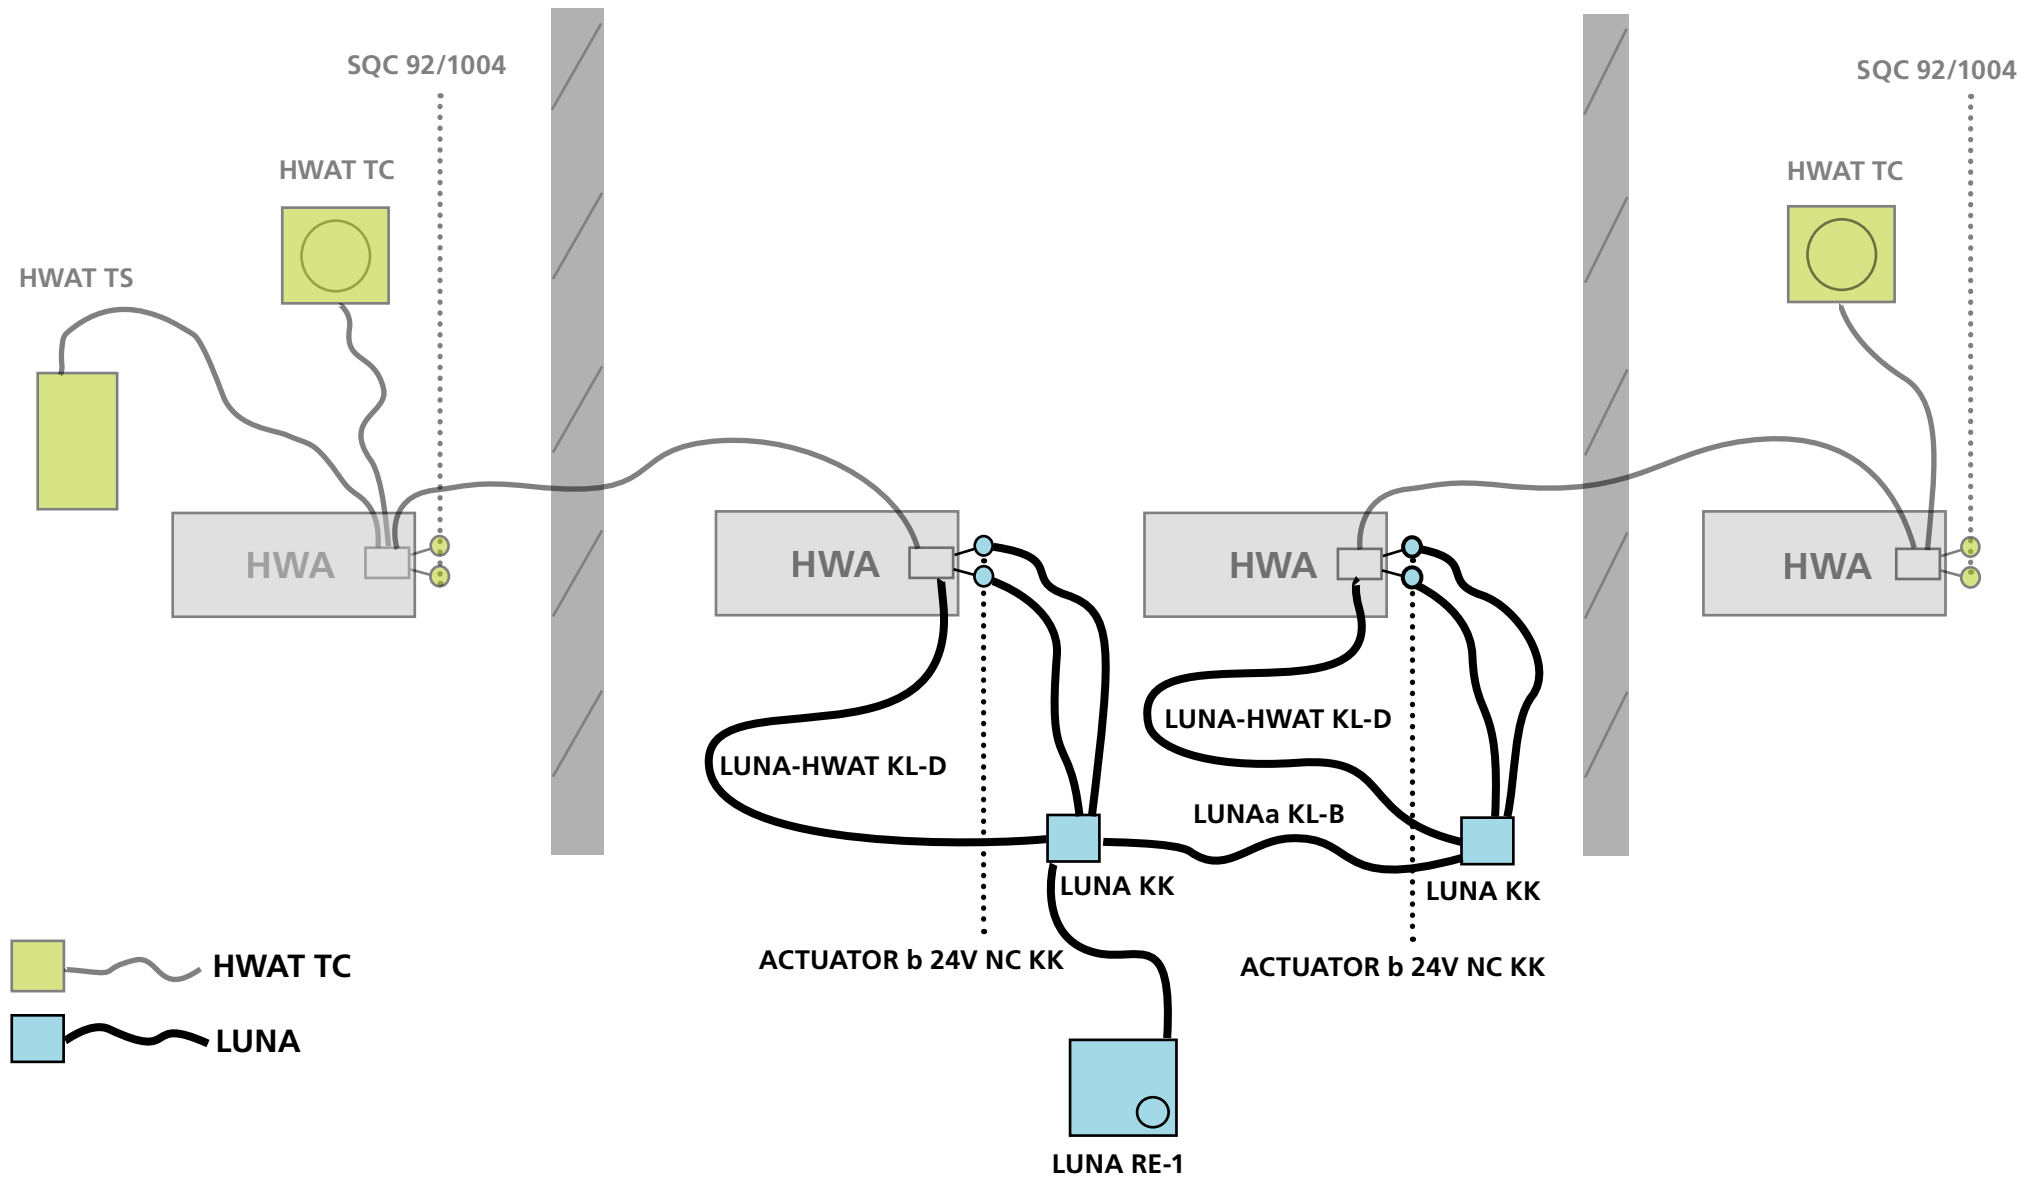 SQC 92/1004
SQC 92/1004
HWAT TC
HWAT TC
HWAT TS
HWA
HWA
HWA
HWA
LUNA-HWAT KL-D
LUNA-HWAT KL-D
LUNAa KL-B
LUNA KK
LUNA KK
ACTUATOR b 24V NC KK
ACTUATOR b 24V NC KK
HWAT TC
LUNA
LUNA RE-1